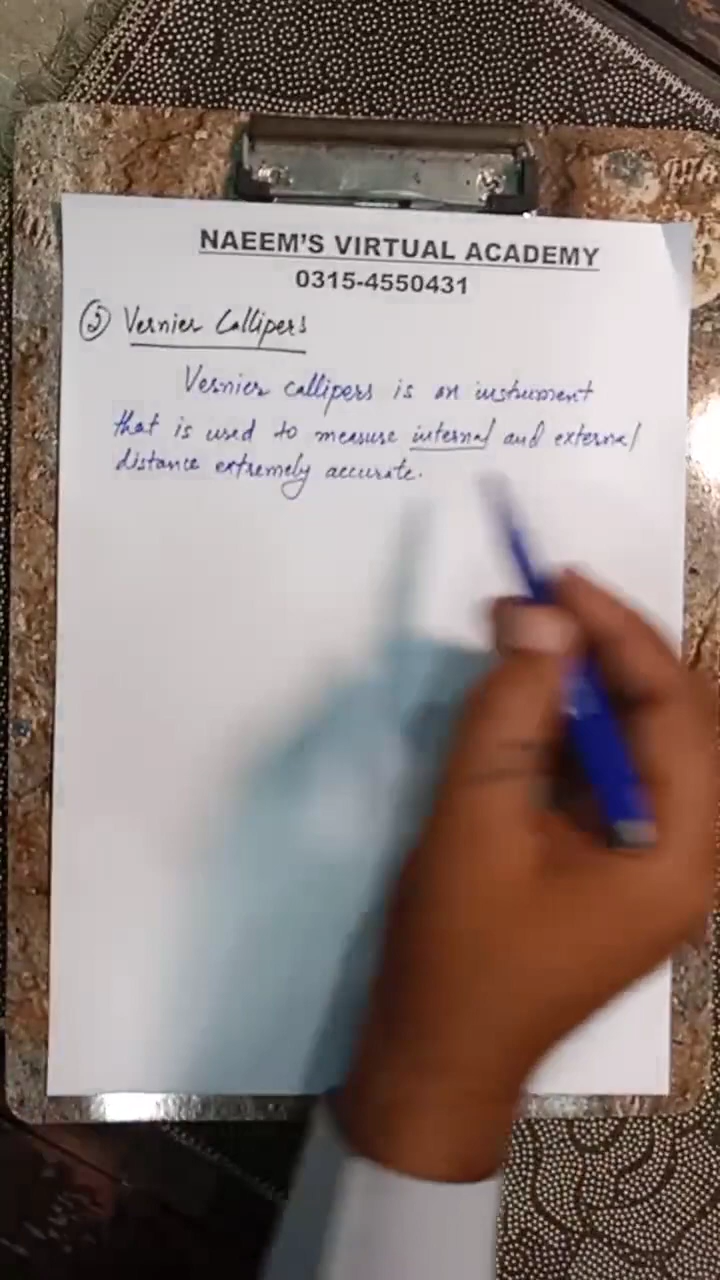 NAEEM'S VIRTUAL ACADEMY
0315-4550431
② Vernier Callipers
Vernier callipers is an instrument
that is used to measure internal and external
distance extremely accurate.